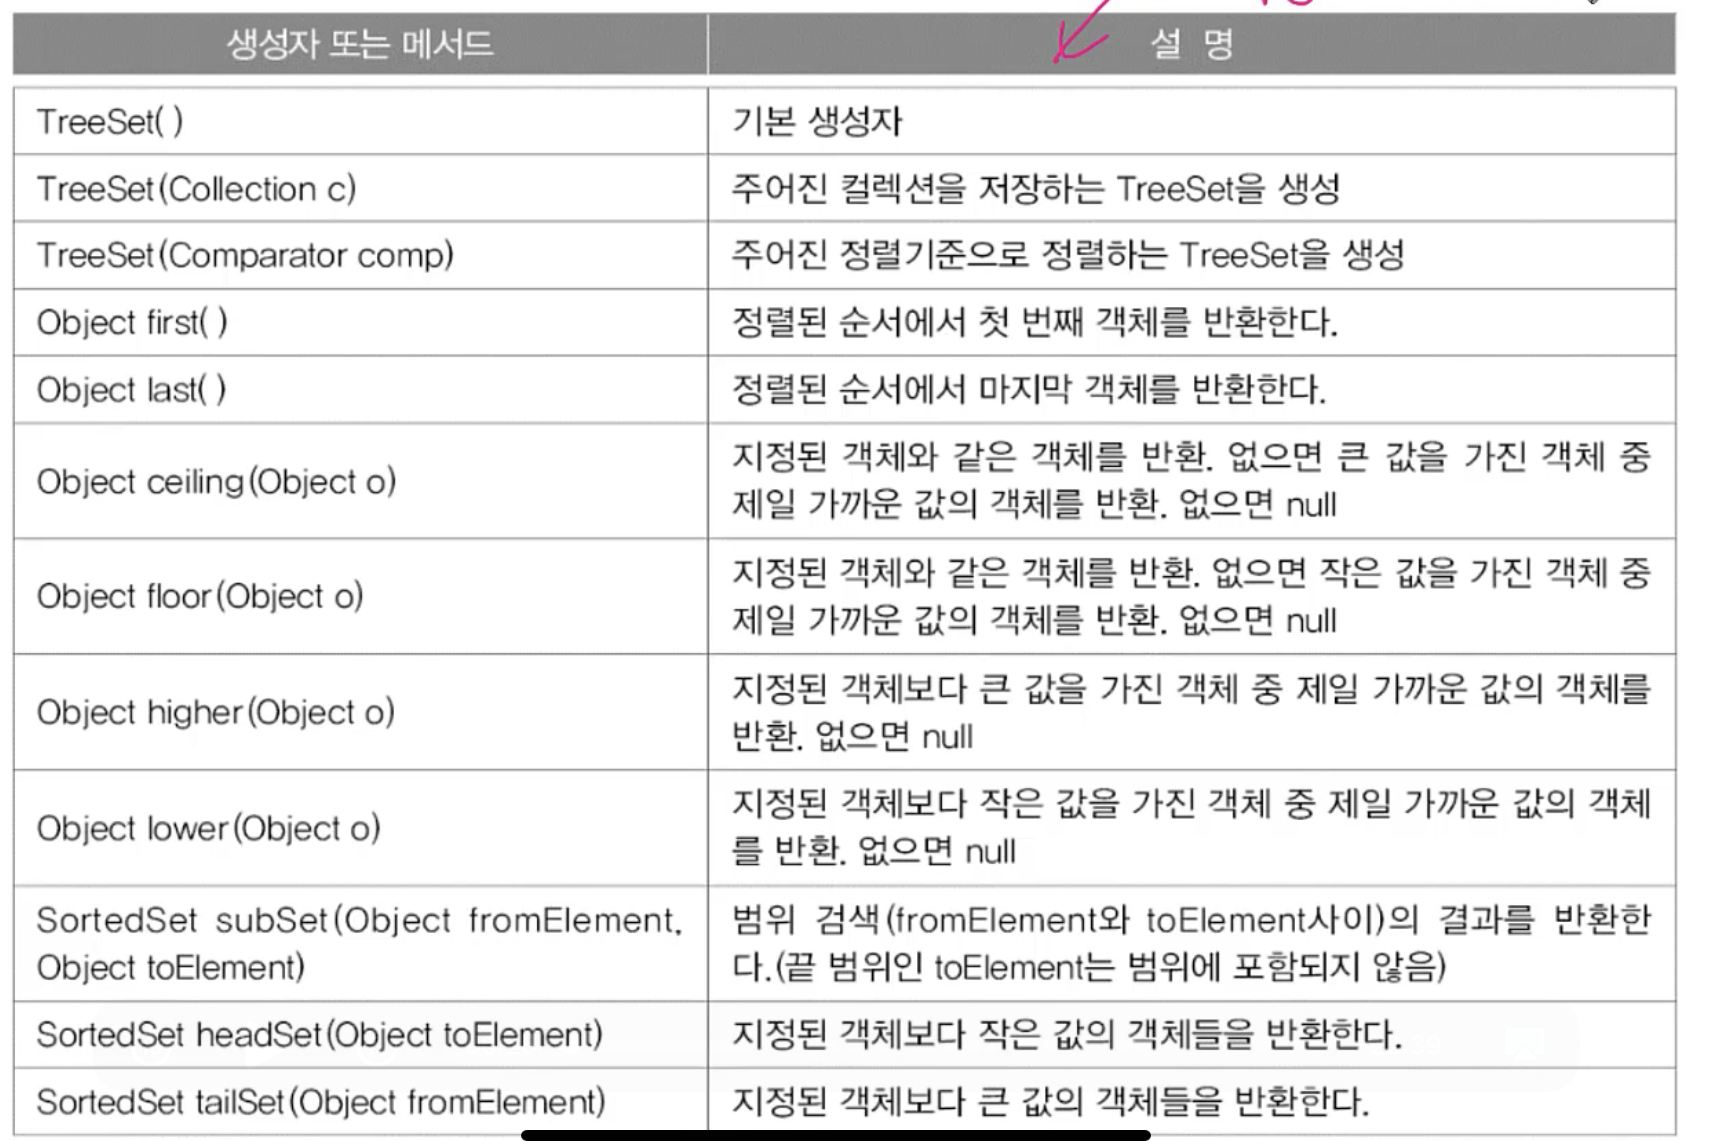 생성자 또는 메서드 설 명
TreeSet( ) 기본 생성자
TreeSet(Collection c) 주어진 컬렉션을 저장하는 TreeSet을 생성
TreeSet(Comparator comp) 주어진 정렬기준으로 정렬하는 TreeSet을 생성
Object first( ) 정렬된 순서에서 첫 번째 객체를 반환한다.
Object last( ) 정렬된 순서에서 마지막 객체를 반환한다.
Object ceiling(Object o)
지정된 객체와 같은 객체를 반환. 없으면 큰 값을 가진 객체 중
제일 가까운 값의 객체를 반환. 없으면 null
Object floor(Object o)
지정된 객체와 같은 객체를 반환. 없으면 작은 값을 가진 객체 중
제일 가까운 값의 객체를 반환. 없으면 null
Object higher(Object o)
지정된 객체보다 큰 값을 가진 객체 중 제일 가까운 값의 객체를
반환. 없으면 null
Object lower(Object o)
지정된 객체보다 작은 값을 가진 객체 중 제일 가까운 값의 객체
를 반환. 없으면 null
SortedSet subSet(Object fromElement,
Object toElement)
범위 검색(fromElement와 toElement사이)의 결과를 반환한
다.(끝 범위인 toElement는 범위에 포함되지 않음)
SortedSet headSet(Object toElement) 지정된 객체보다 작은 값의 객체들을 반환한다.
SortedSet tailSet(Object fromElement) 지정된 객체보다 큰 값의 객체들을 반환한다.